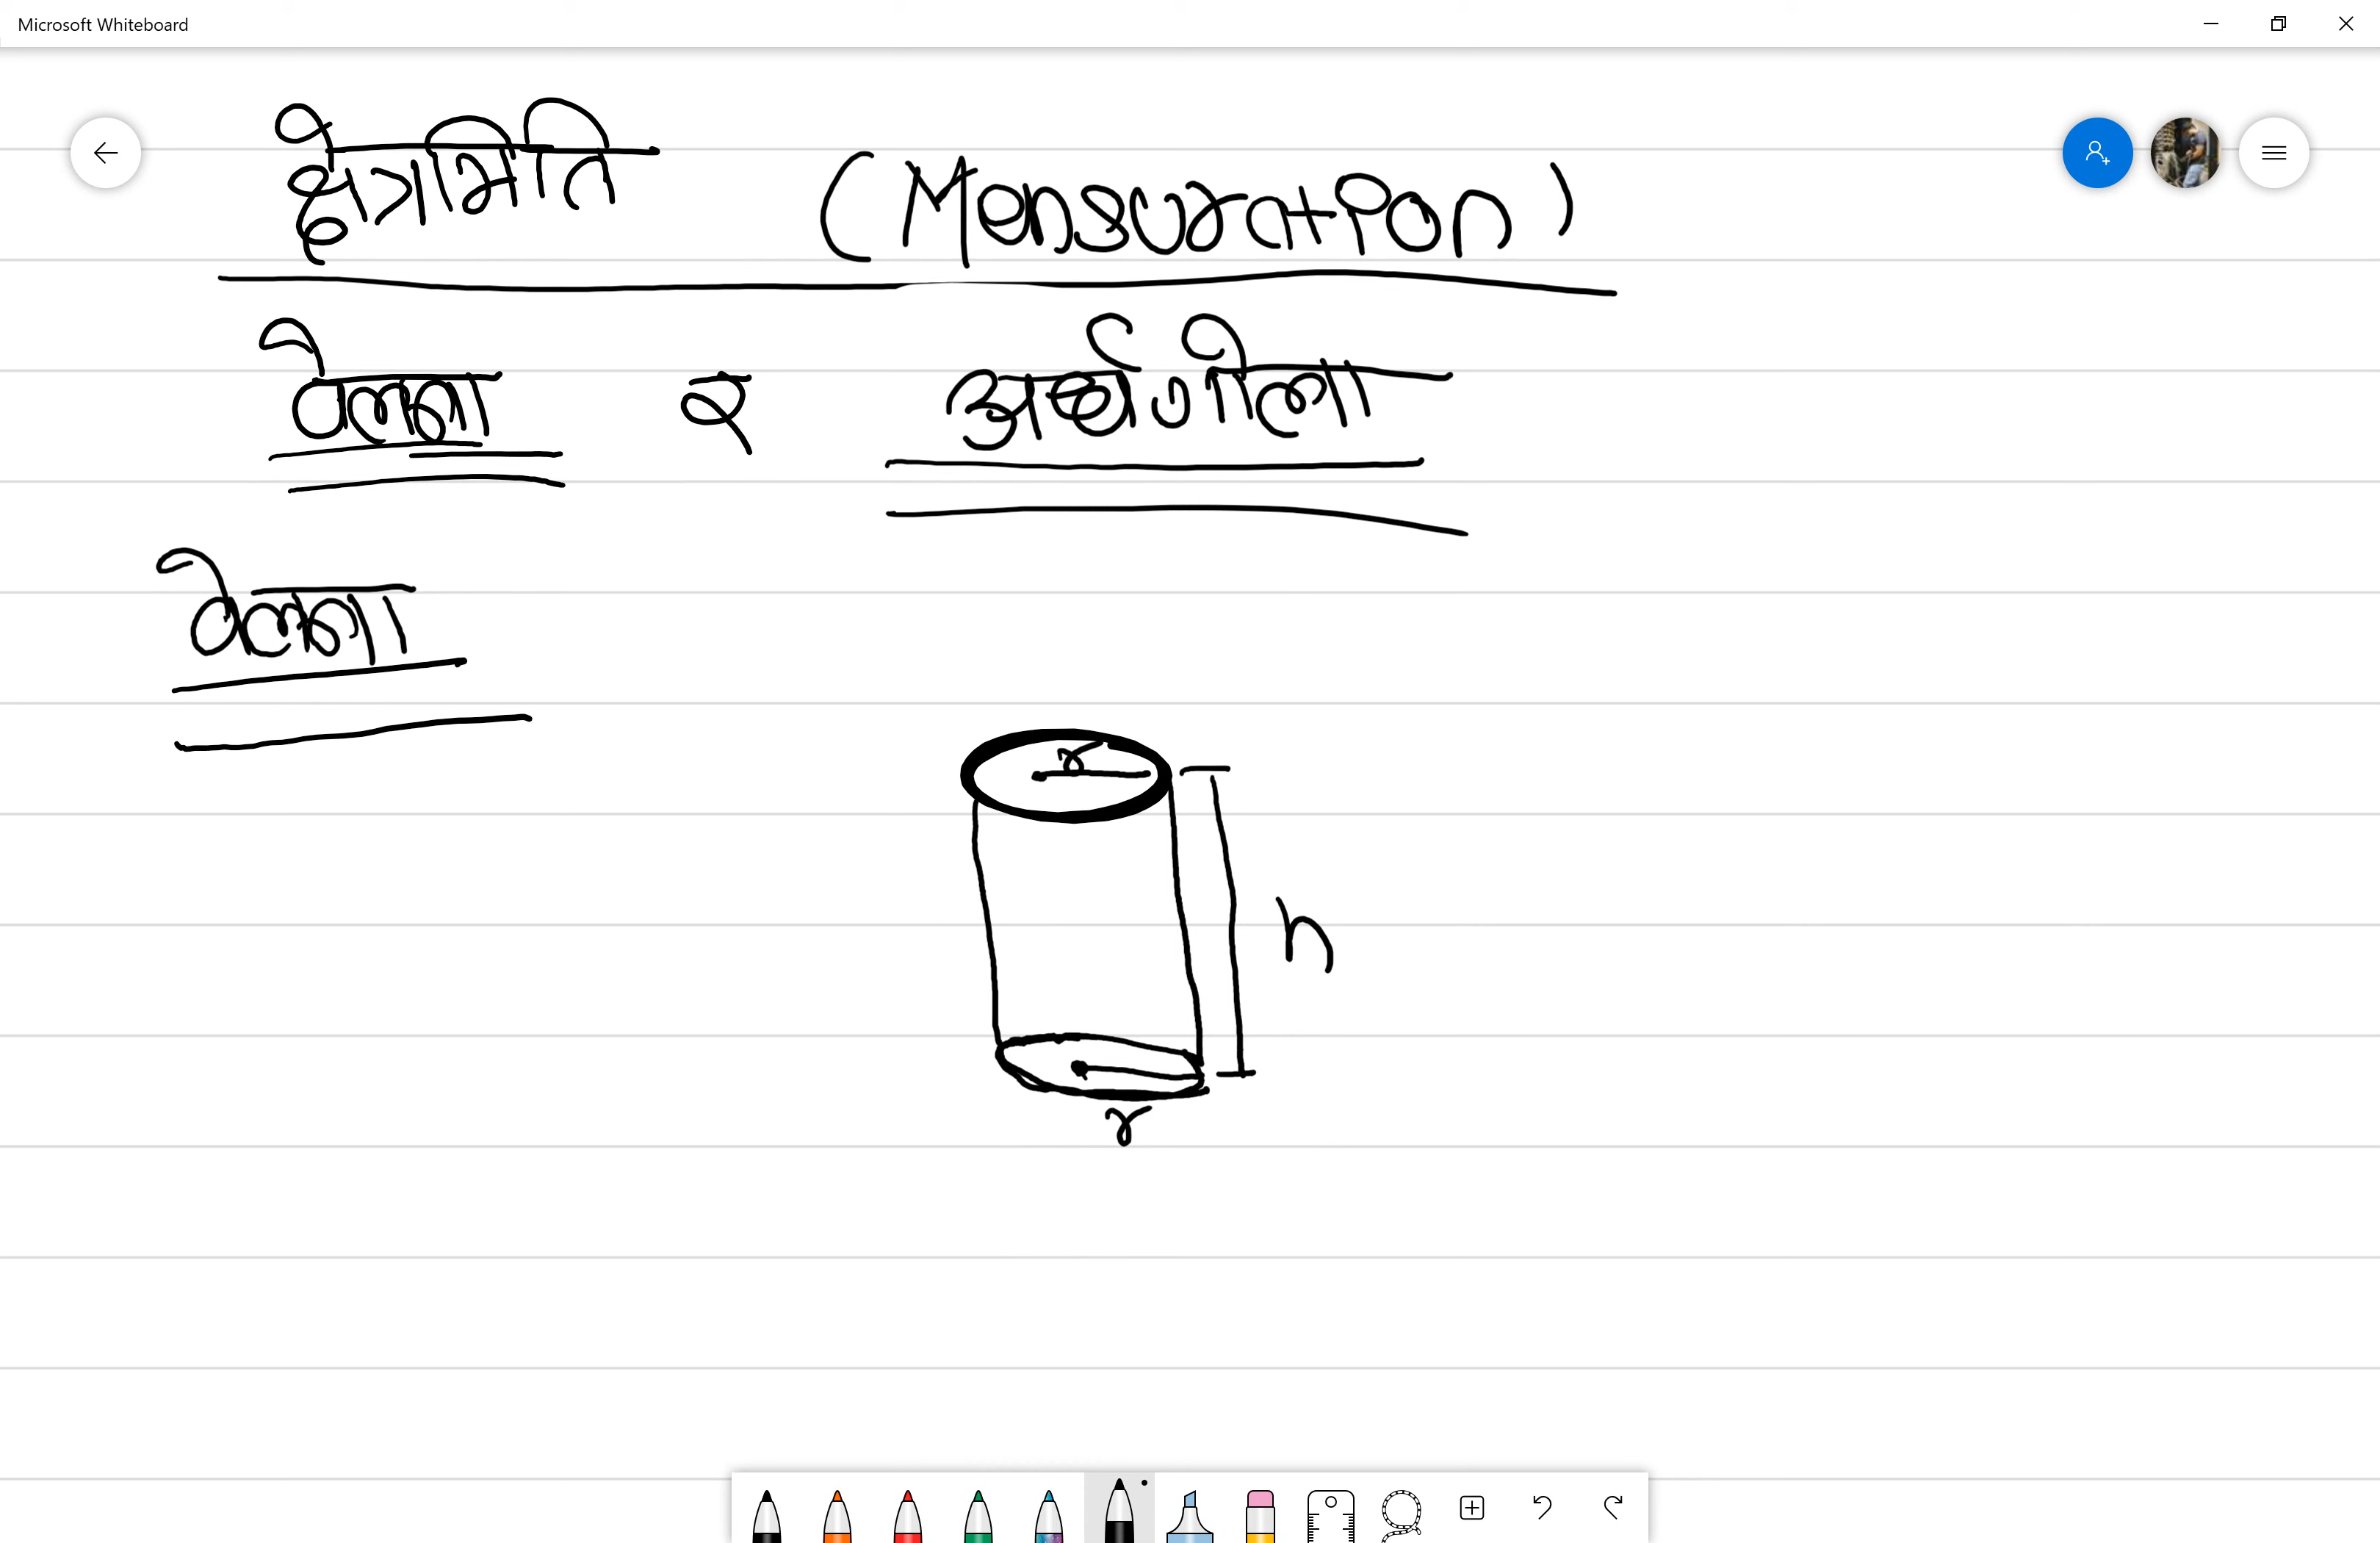 Microsoft Whiteboard
क्षेत्रमिति (Mensuration)
बेलन र अर्धगोला
बेलना
r
h
r